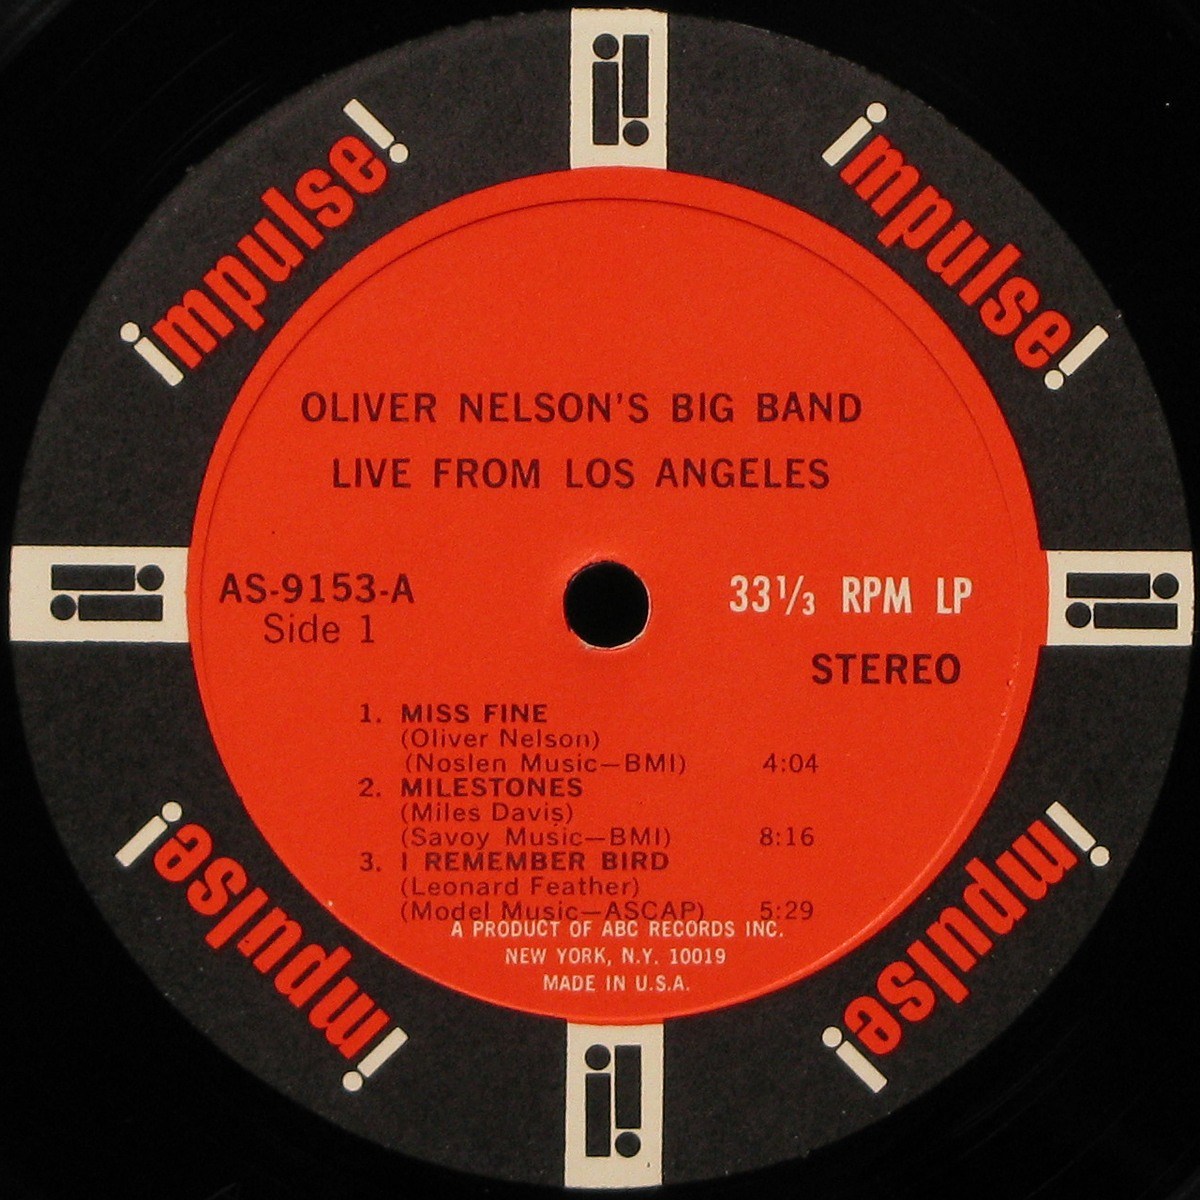 impulse!
impulse!
OLIVER NELSON'S BIG BAND
LIVE FROM LOS ANGELES
AS-9153-A
Side 1
33 1/3 RPM LP
STEREO
1. MISS FINE
(Oliver Nelson)
(Noslen Music—BMI) 4:04
2. MILESTONES
(Miles Davis)
(Savoy Music—BMI) 8:16
3. I REMEMBER BIRD
(Leonard Feather)
(Model Music—ASCAP) 5:29
A PRODUCT OF ABC RECORDS INC.
NEW YORK, N.Y. 10019
MADE IN U.S.A.
impulse!
impulse!